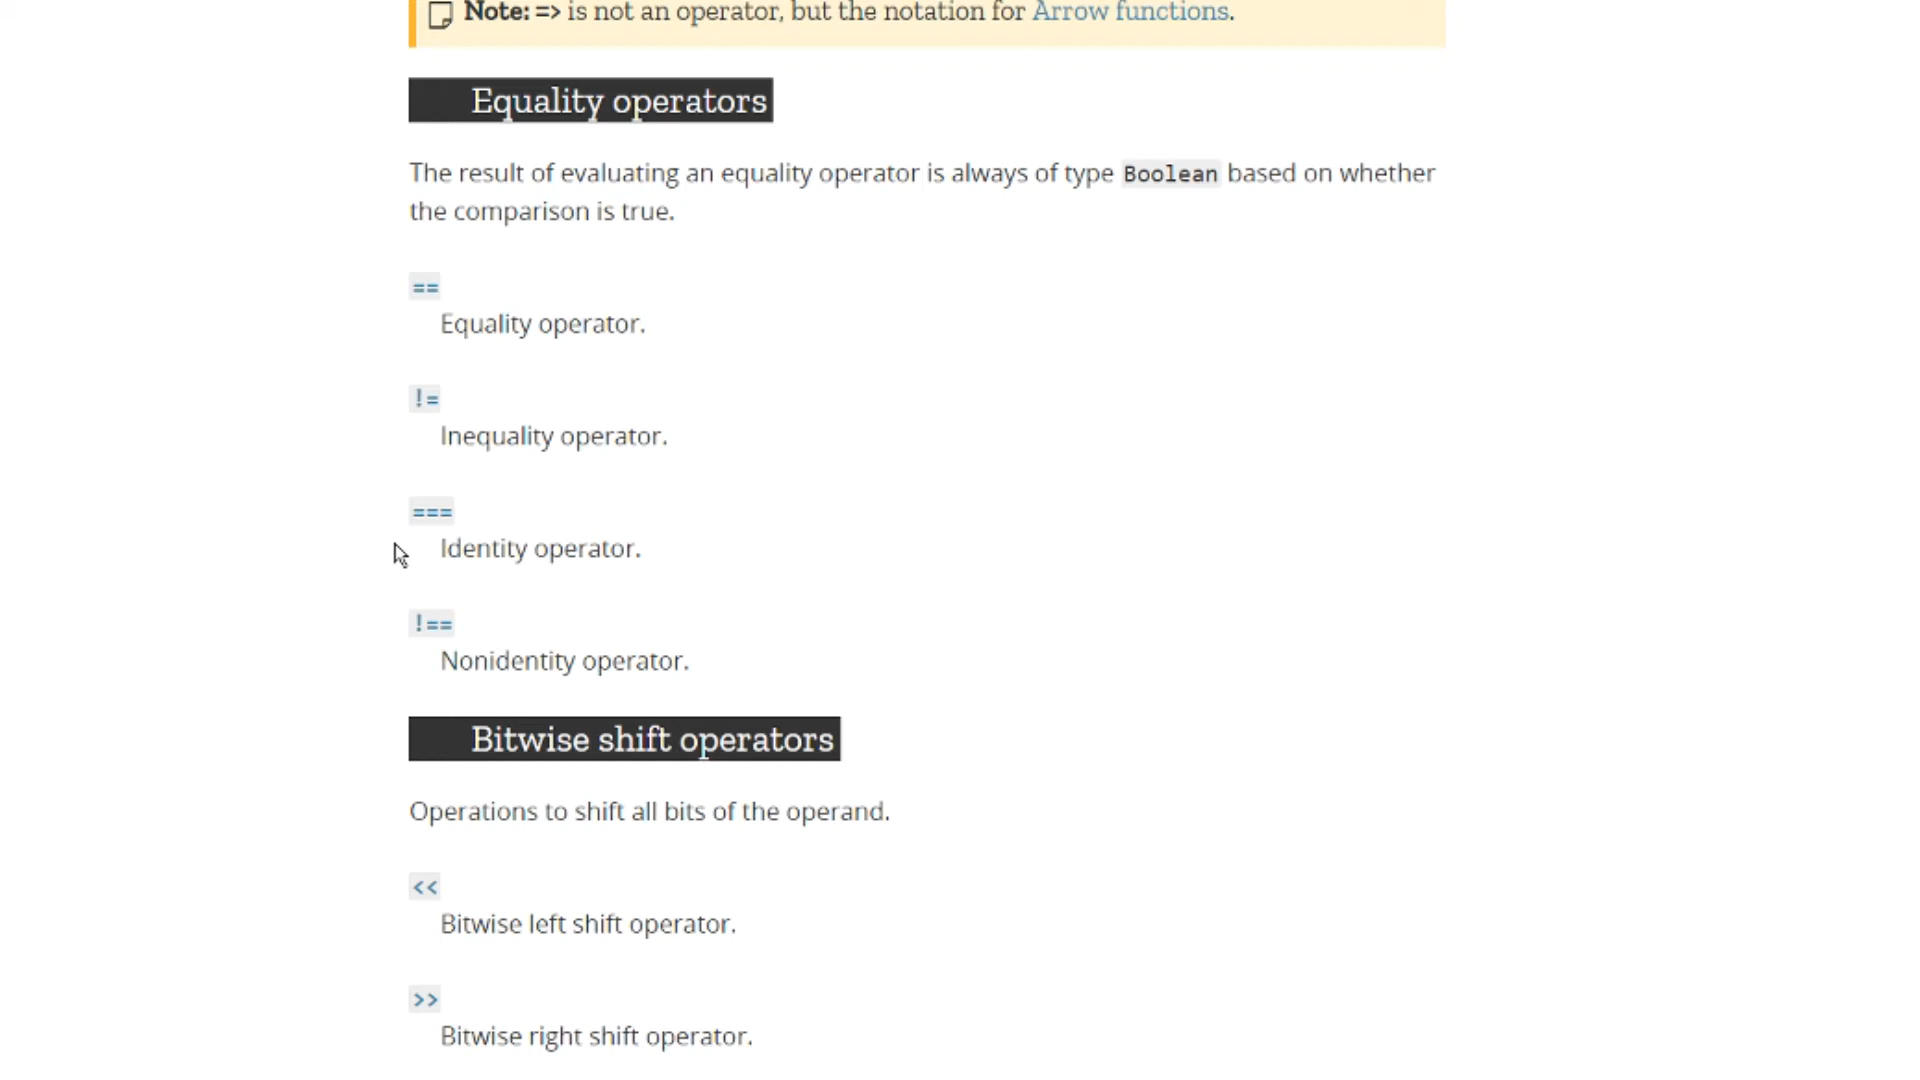 Note: => is not an operator, but the notation for Arrow functions.
Equality operators
The result of evaluating an equality operator is always of type Boolean based on whether
the comparison is true.
==
Equality operator.
!=
Inequality operator.
===
Identity operator.
!==
Nonidentity operator.
Bitwise shift operators
Operations to shift all bits of the operand.
<<
Bitwise left shift operator.
>>
Bitwise right shift operator.